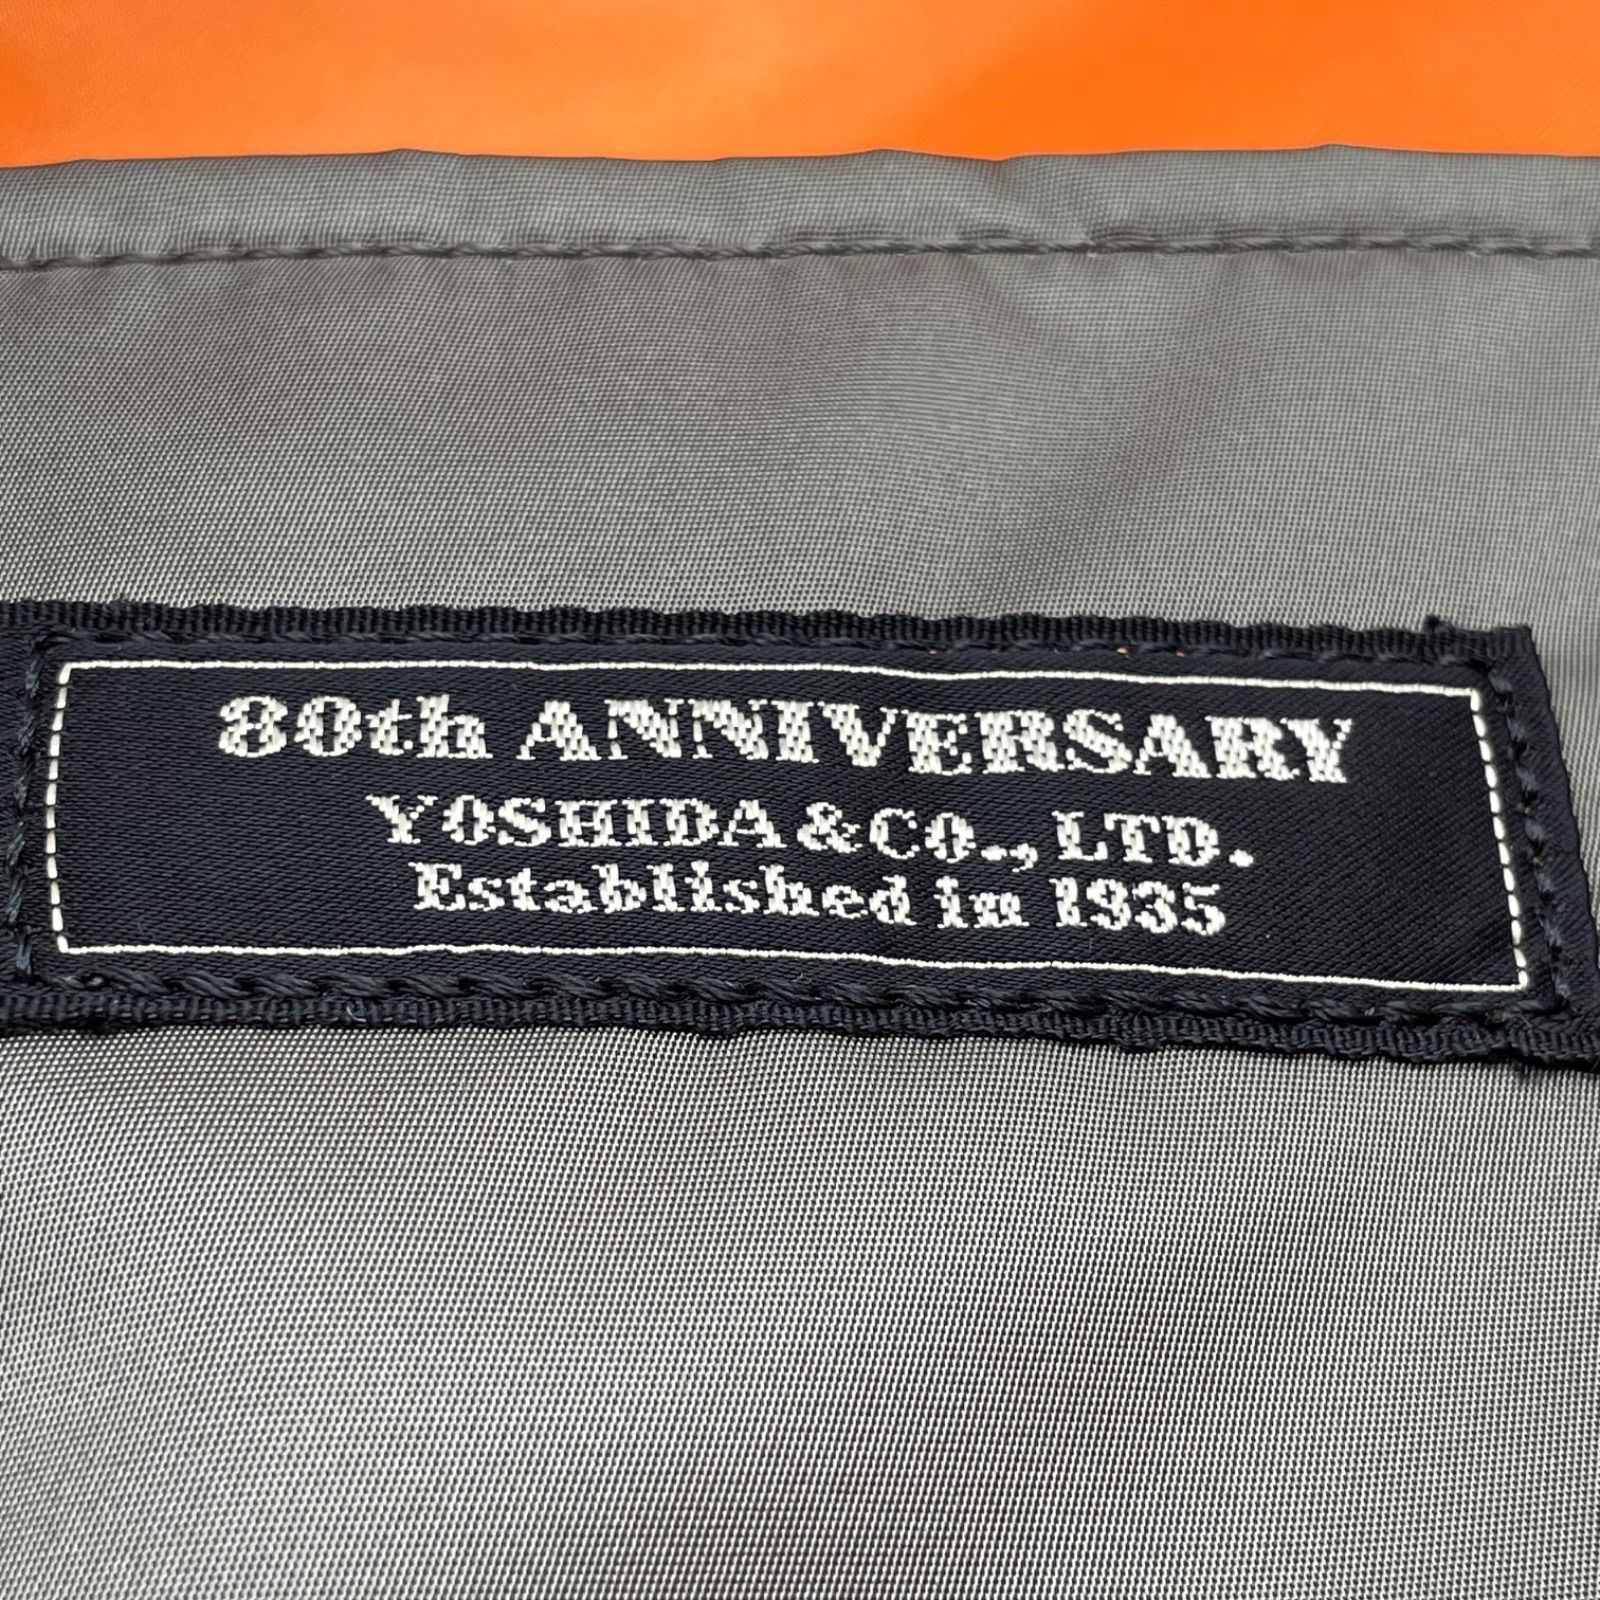 80th ANNIVERSARY
YOSHIDA & CO., LTD.
Established in 1935